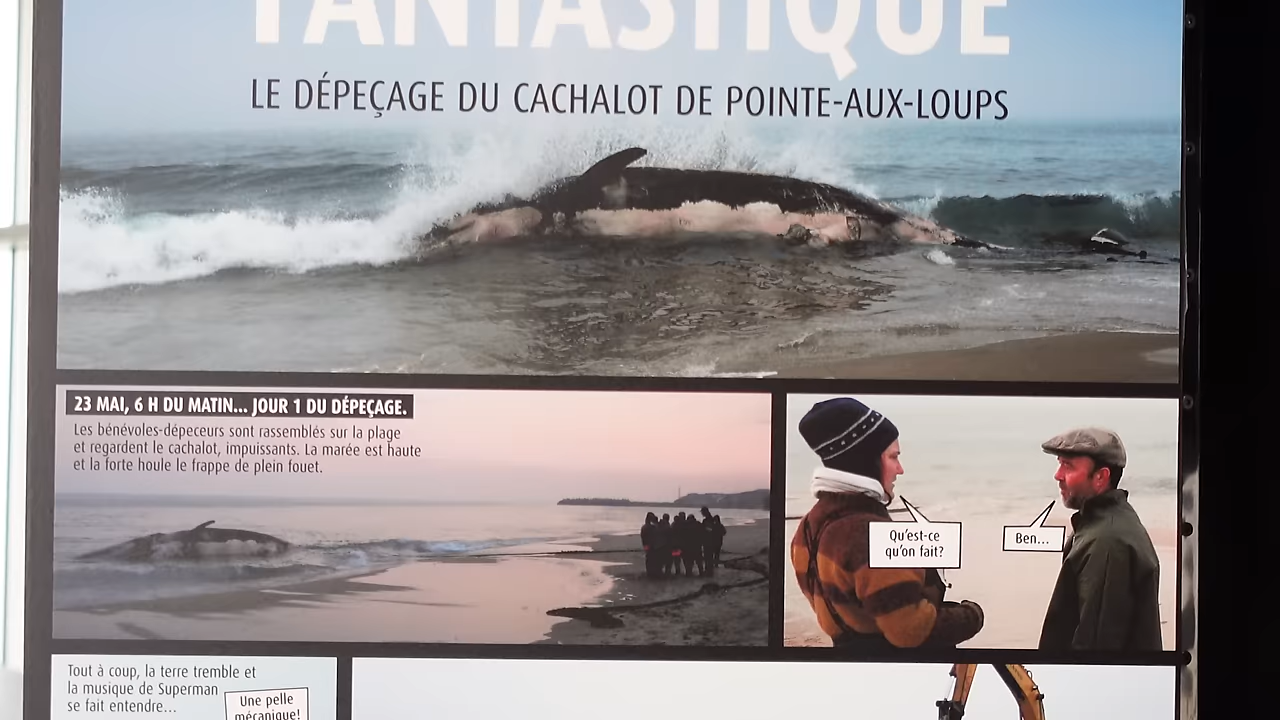 FANTASTIQUE
LE DÉPEÇAGE DU CACHALOT DE POINTE-AUX-LOUPS
23 MAI, 6 H DU MATIN... JOUR 1 DU DÉPEÇAGE.
Les bénévoles-dépeceurs sont rassemblés sur la plage
et regardent le cachalot, impuissants. La marée est haute
et la forte houle le frappe de plein fouet.
Qu'est-ce
qu'on fait?
Ben...
Tout à coup, la terre tremble et
la musique de Superman
se fait entendre...
Une pelle
mécanique!